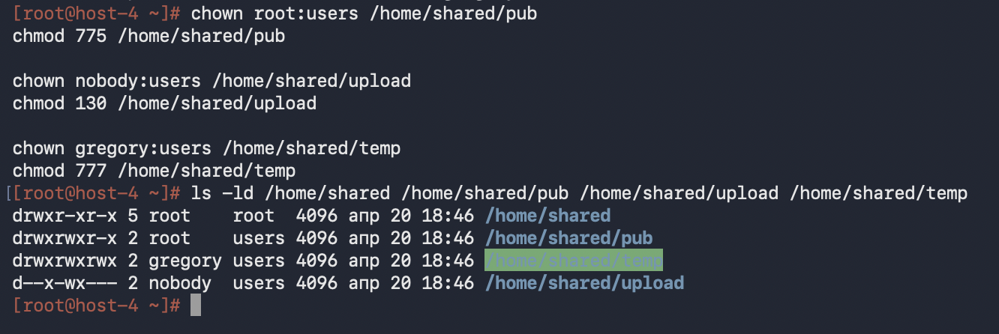 [root@host-4 ~]# chown root:users /home/shared/pub
chmod 775 /home/shared/pub
chown nobody:users /home/shared/upload
chmod 130 /home/shared/upload
chown gregory:users /home/shared/temp
chmod 777 /home/shared/temp
[[root@host-4 ~]# ls -ld /home/shared /home/shared/pub /home/shared/upload /home/shared/temp
drwxr-xr-x 5 root    root  4096 апр 20 18:46 /home/shared
drwxrwxr-x 2 root    users 4096 апр 20 18:46 /home/shared/pub
drwxrwxrwx 2 gregory users 4096 апр 20 18:46 /home/shared/temp
d--x-wx--- 2 nobody  users 4096 апр 20 18:46 /home/shared/upload
[root@host-4 ~]#